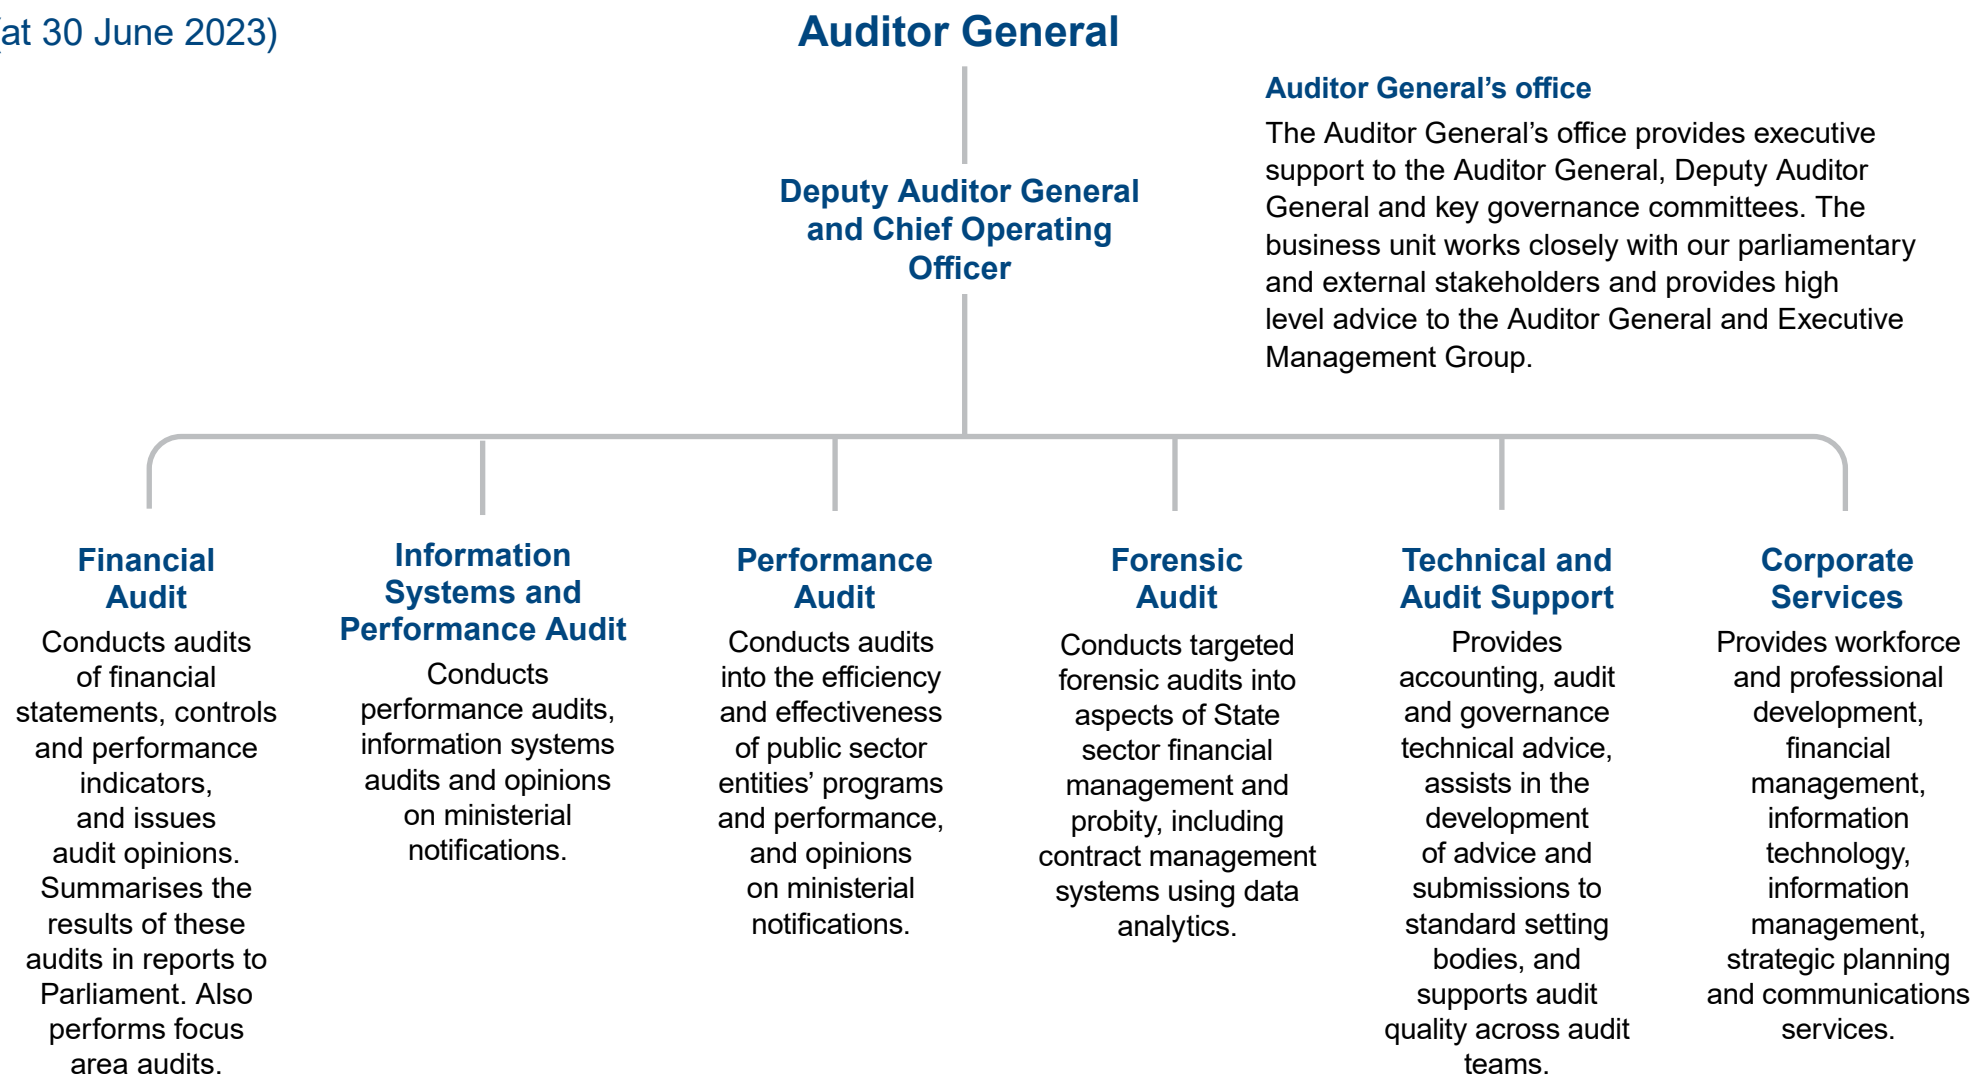 (at 30 June 2023)
Auditor General
Auditor General’s office
The Auditor General’s office provides executive
support to the Auditor General, Deputy Auditor
General and key governance committees. The
business unit works closely with our parliamentary
and external stakeholders and provides high
level advice to the Auditor General and Executive
Management Group.
Deputy Auditor General
and Chief Operating
Officer
Financial
Audit
Conducts audits
of financial
statements, controls
and performance
indicators,
and issues
audit opinions.
Summarises the
results of these
audits in reports to
Parliament. Also
performs focus
area audits.
Information
Systems and
Performance Audit
Conducts
performance audits,
information systems
audits and opinions
on ministerial
notifications.
Performance
Audit
Conducts audits
into the efficiency
and effectiveness
of public sector
entities’ programs
and performance,
and opinions
on ministerial
notifications.
Forensic
Audit
Conducts targeted
forensic audits into
aspects of State
sector financial
management and
probity, including
contract management
systems using data
analytics.
Technical and
Audit Support
Provides
accounting, audit
and governance
technical advice,
assists in the
development
of advice and
submissions to
standard setting
bodies, and
supports audit
quality across audit
teams.
Corporate
Services
Provides workforce
and professional
development,
financial
management,
information
technology,
information
management,
strategic planning
and communications
services.